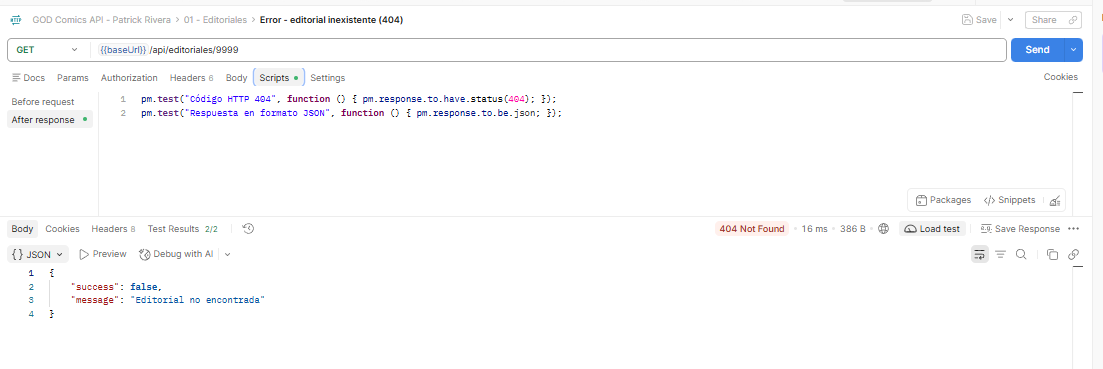 GOD Comics API - Patrick Rivera > 01 - Editoriales > Error - editorial inexistente (404) Save Share
GET {{baseUrl}} /api/editoriales/9999 Send
Docs Params Authorization Headers 6 Body Scripts Settings Cookies
Before request
After response
1 pm.test("Código HTTP 404", function () { pm.response.to.have.status(404); });
2 pm.test("Respuesta en formato JSON", function () { pm.response.to.be.json; });
Packages </> Snippets
Body Cookies Headers 8 Test Results 2/2 404 Not Found • 16 ms • 386 B • Load test e.g. Save Response
{} JSON Preview Debug with AI
1 {
2 "success": false,
3 "message": "Editorial no encontrada"
4 }